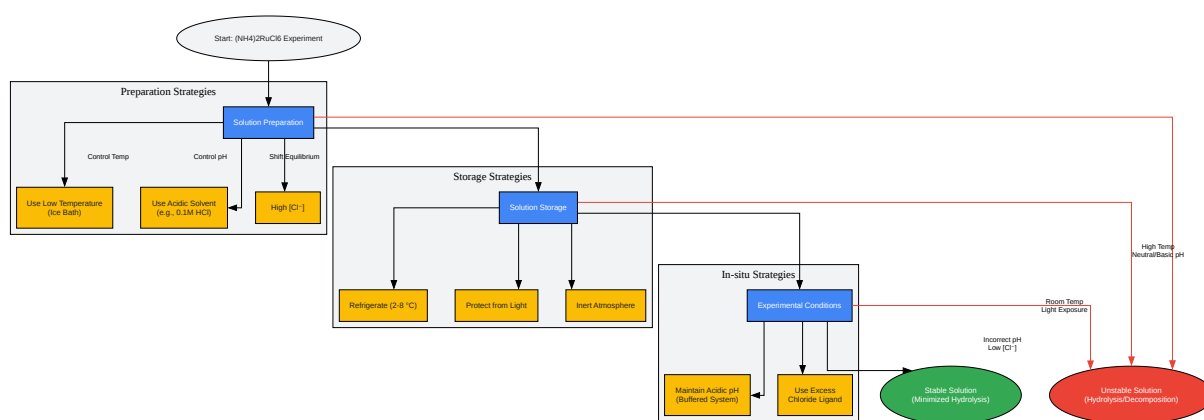 Start: (NH4)2RuCl6 Experiment
Preparation Strategies
Solution Preparation
Control Temp
Control pH
Shift Equilibrium
Use Low Temperature
(Ice Bath)
Use Acidic Solvent
(e.g., 0.1M HCl)
High [Cl⁻]
Storage Strategies
Solution Storage
Refrigerate (2-8 °C)
Protect from Light
Inert Atmosphere
High Temp
Neutral/Basic pH
In-situ Strategies
Experimental Conditions
Room Temp
Light Exposure
Incorrect pH
Low [Cl⁻]
Maintain Acidic pH
(Buffered System)
Use Excess
Chloride Ligand
Stable Solution
(Minimized Hydrolysis)
Unstable Solution
(Hydrolysis/Decomposition)